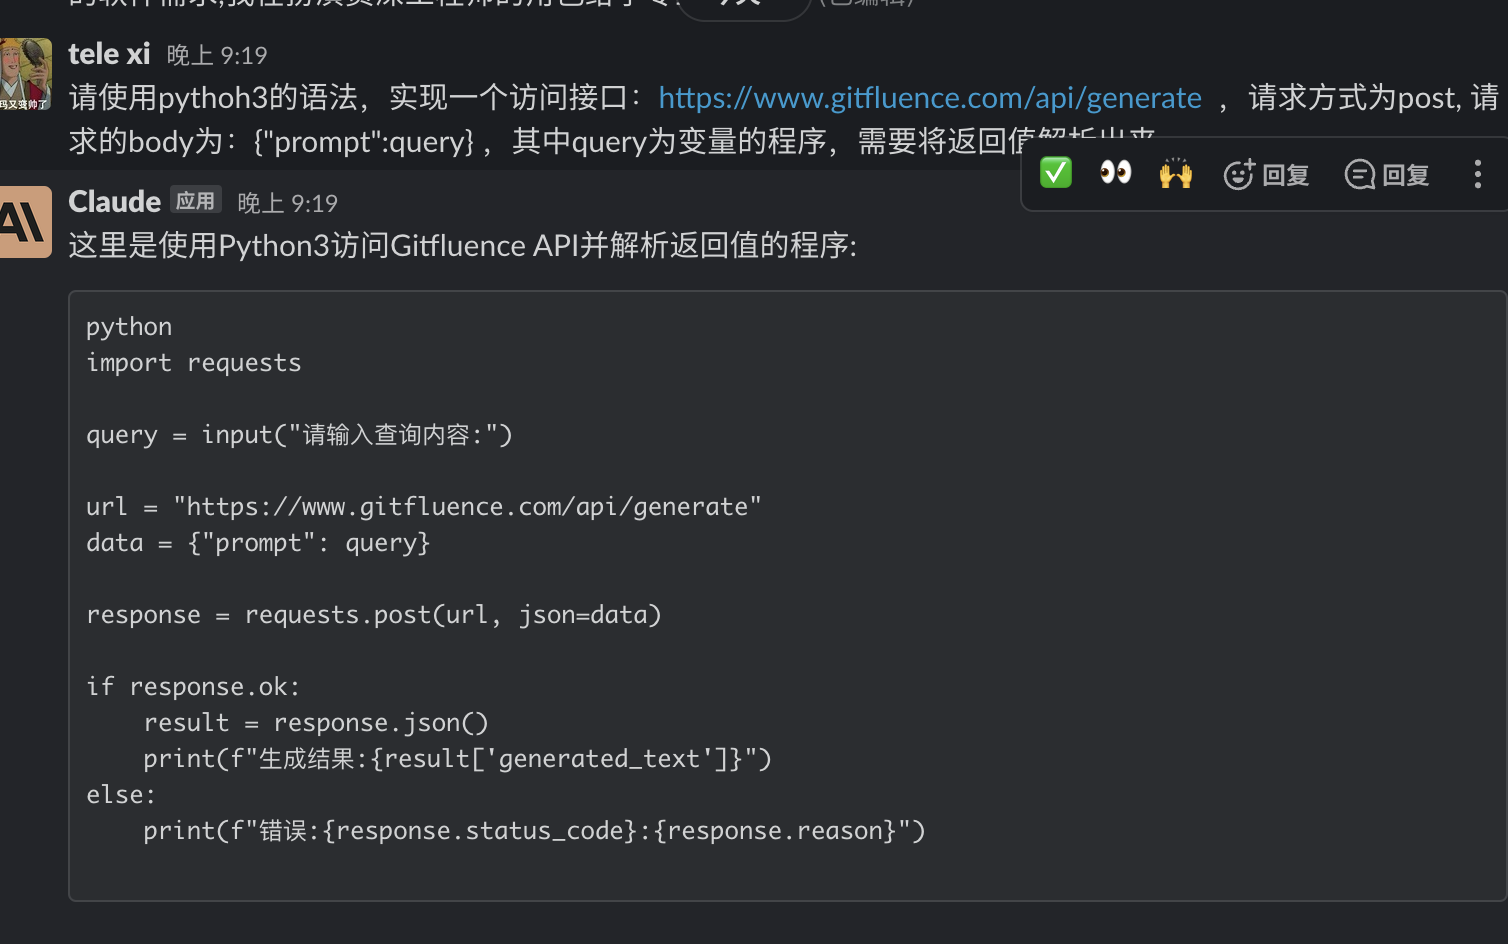 tele xi 晚上 9:19
请使用pythoh3的语法，实现一个访问接口：https://www.gitfluence.com/api/generate ，请求方式为post, 请
求的body为：{"prompt":query} ，其中query为变量的程序，需要将返回值解析出来
回复 回复
Claude 应用 晚上 9:19
这里是使用Python3访问Gitfluence API并解析返回值的程序:
python
import requests
query = input("请输入查询内容:")
url = "https://www.gitfluence.com/api/generate"
data = {"prompt": query}
response = requests.post(url, json=data)
if response.ok:
    result = response.json()
    print(f"生成结果:{result['generated_text']}")
else:
    print(f"错误:{response.status_code}:{response.reason}")